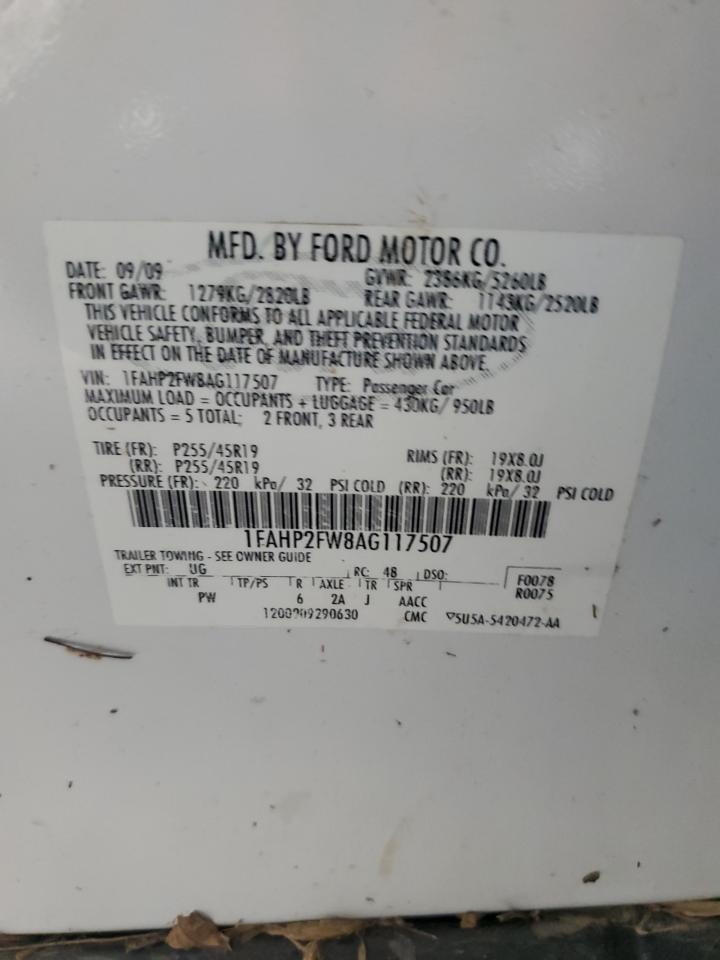 MFD. BY FORD MOTOR CO.
DATE: 09/09 GVWR: 2386KG/5260LB
FRONT GAWR: 1279KG/2820LB REAR GAWR: 1143KG/2520LB
THIS VEHICLE CONFORMS TO ALL APPLICABLE FEDERAL MOTOR
VEHICLE SAFETY, BUMPER, AND THEFT PREVENTION STANDARDS
IN EFFECT ON THE DATE OF MANUFACTURE SHOWN ABOVE.
VIN: 1FAHP2FW8AG117507 TYPE: Passenger Car
MAXIMUM LOAD = OCCUPANTS + LUGGAGE = 430KG/ 950LB
OCCUPANTS = 5 TOTAL; 2 FRONT, 3 REAR
TIRE (FR): P255/45R19 RIMS (FR): 19X8.0J
(RR): P255/45R19 (RR): 19X8.0J
PRESSURE (FR): 220 kPa/ 32 PSI COLD (RR): 220 kPa/ 32 PSI COLD
1FAHP2FW8AG117507
TRAILER TOWING - SEE OWNER GUIDE
EXT PNT: UG RC: 48 DSO: F0078
INT TR TP/PS R AXLE TR SPR R0075
PW 6 2A J AACC
1200909290630 CMC 5U5A-5420472-AA